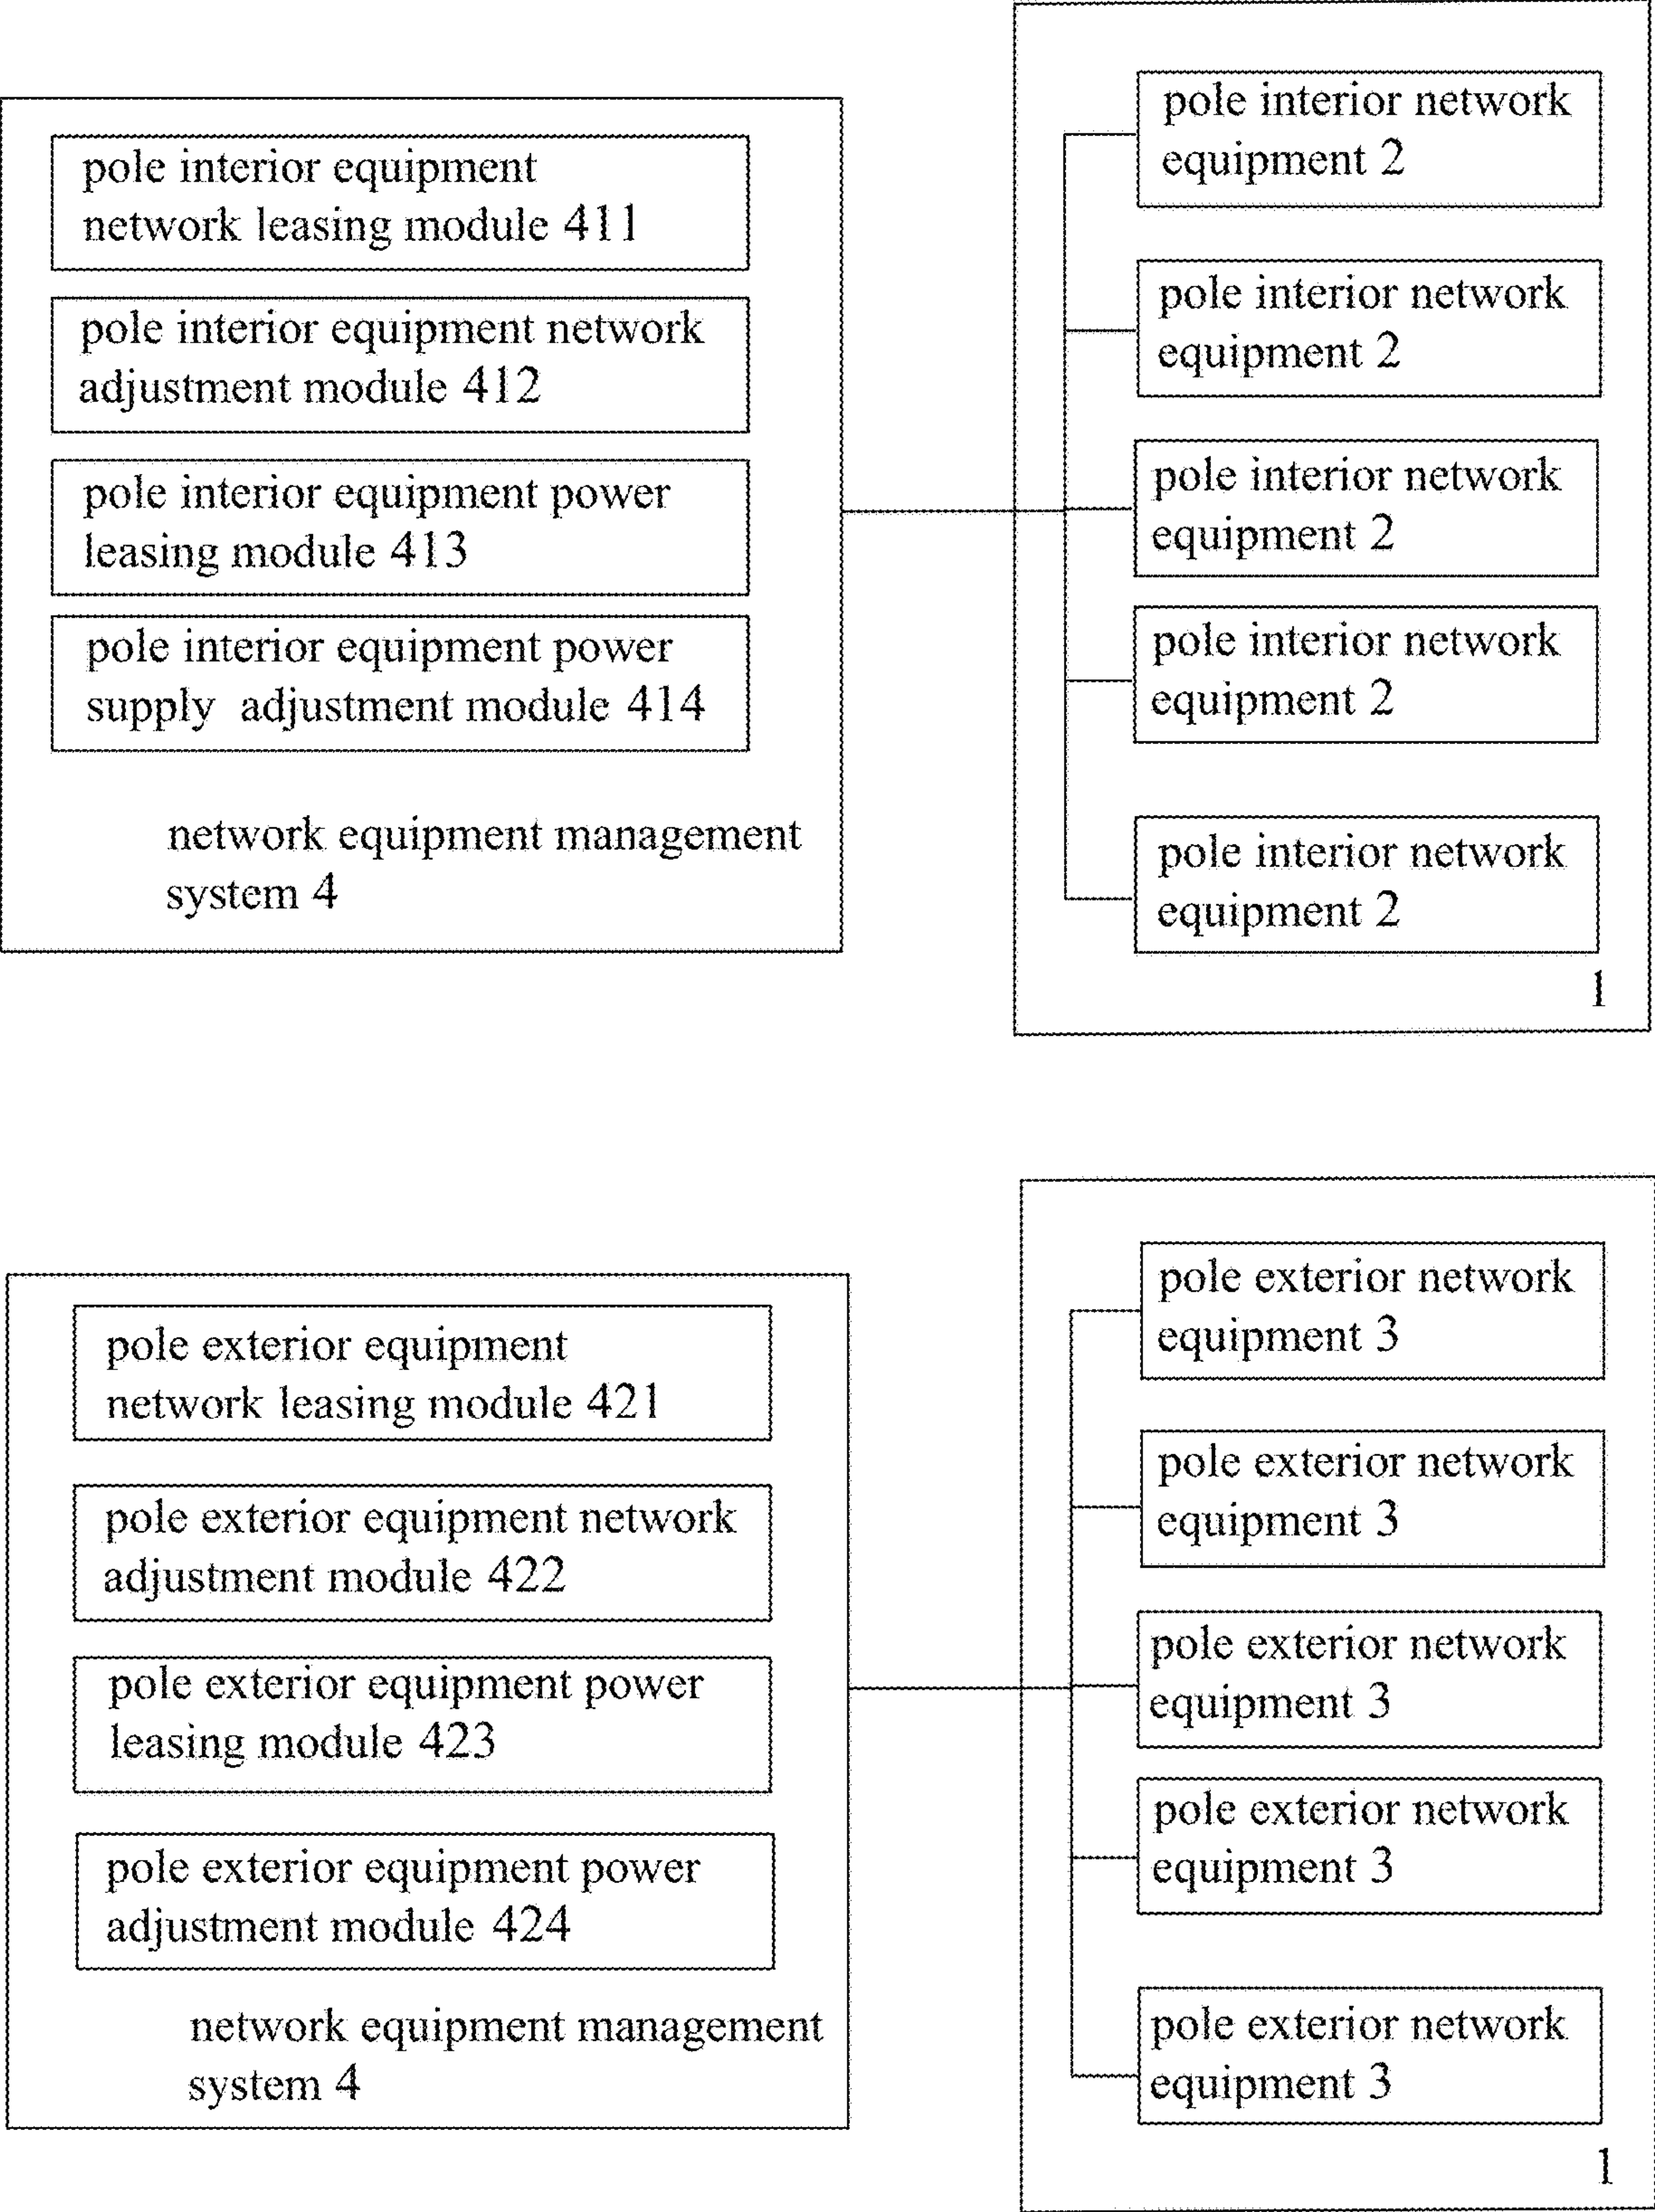 pole interior equipment
network leasing module 411
pole interior equipment network
adjustment module 412
pole interior equipment power
leasing module 413
pole interior equipment power
supply adjustment module 414
network equipment management
system 4
pole interior network
equipment 2
pole interior network
equipment 2
pole interior network
equipment 2
pole interior network
equipment 2
pole interior network
equipment 2
1
pole exterior equipment
network leasing module 421
pole exterior equipment network
adjustment module 422
pole exterior equipment power
leasing module 423
pole exterior equipment power
adjustment module 424
network equipment management
system 4
pole exterior network
equipment 3
pole exterior network
equipment 3
pole exterior network
equipment 3
pole exterior network
equipment 3
pole exterior network
equipment 3
1